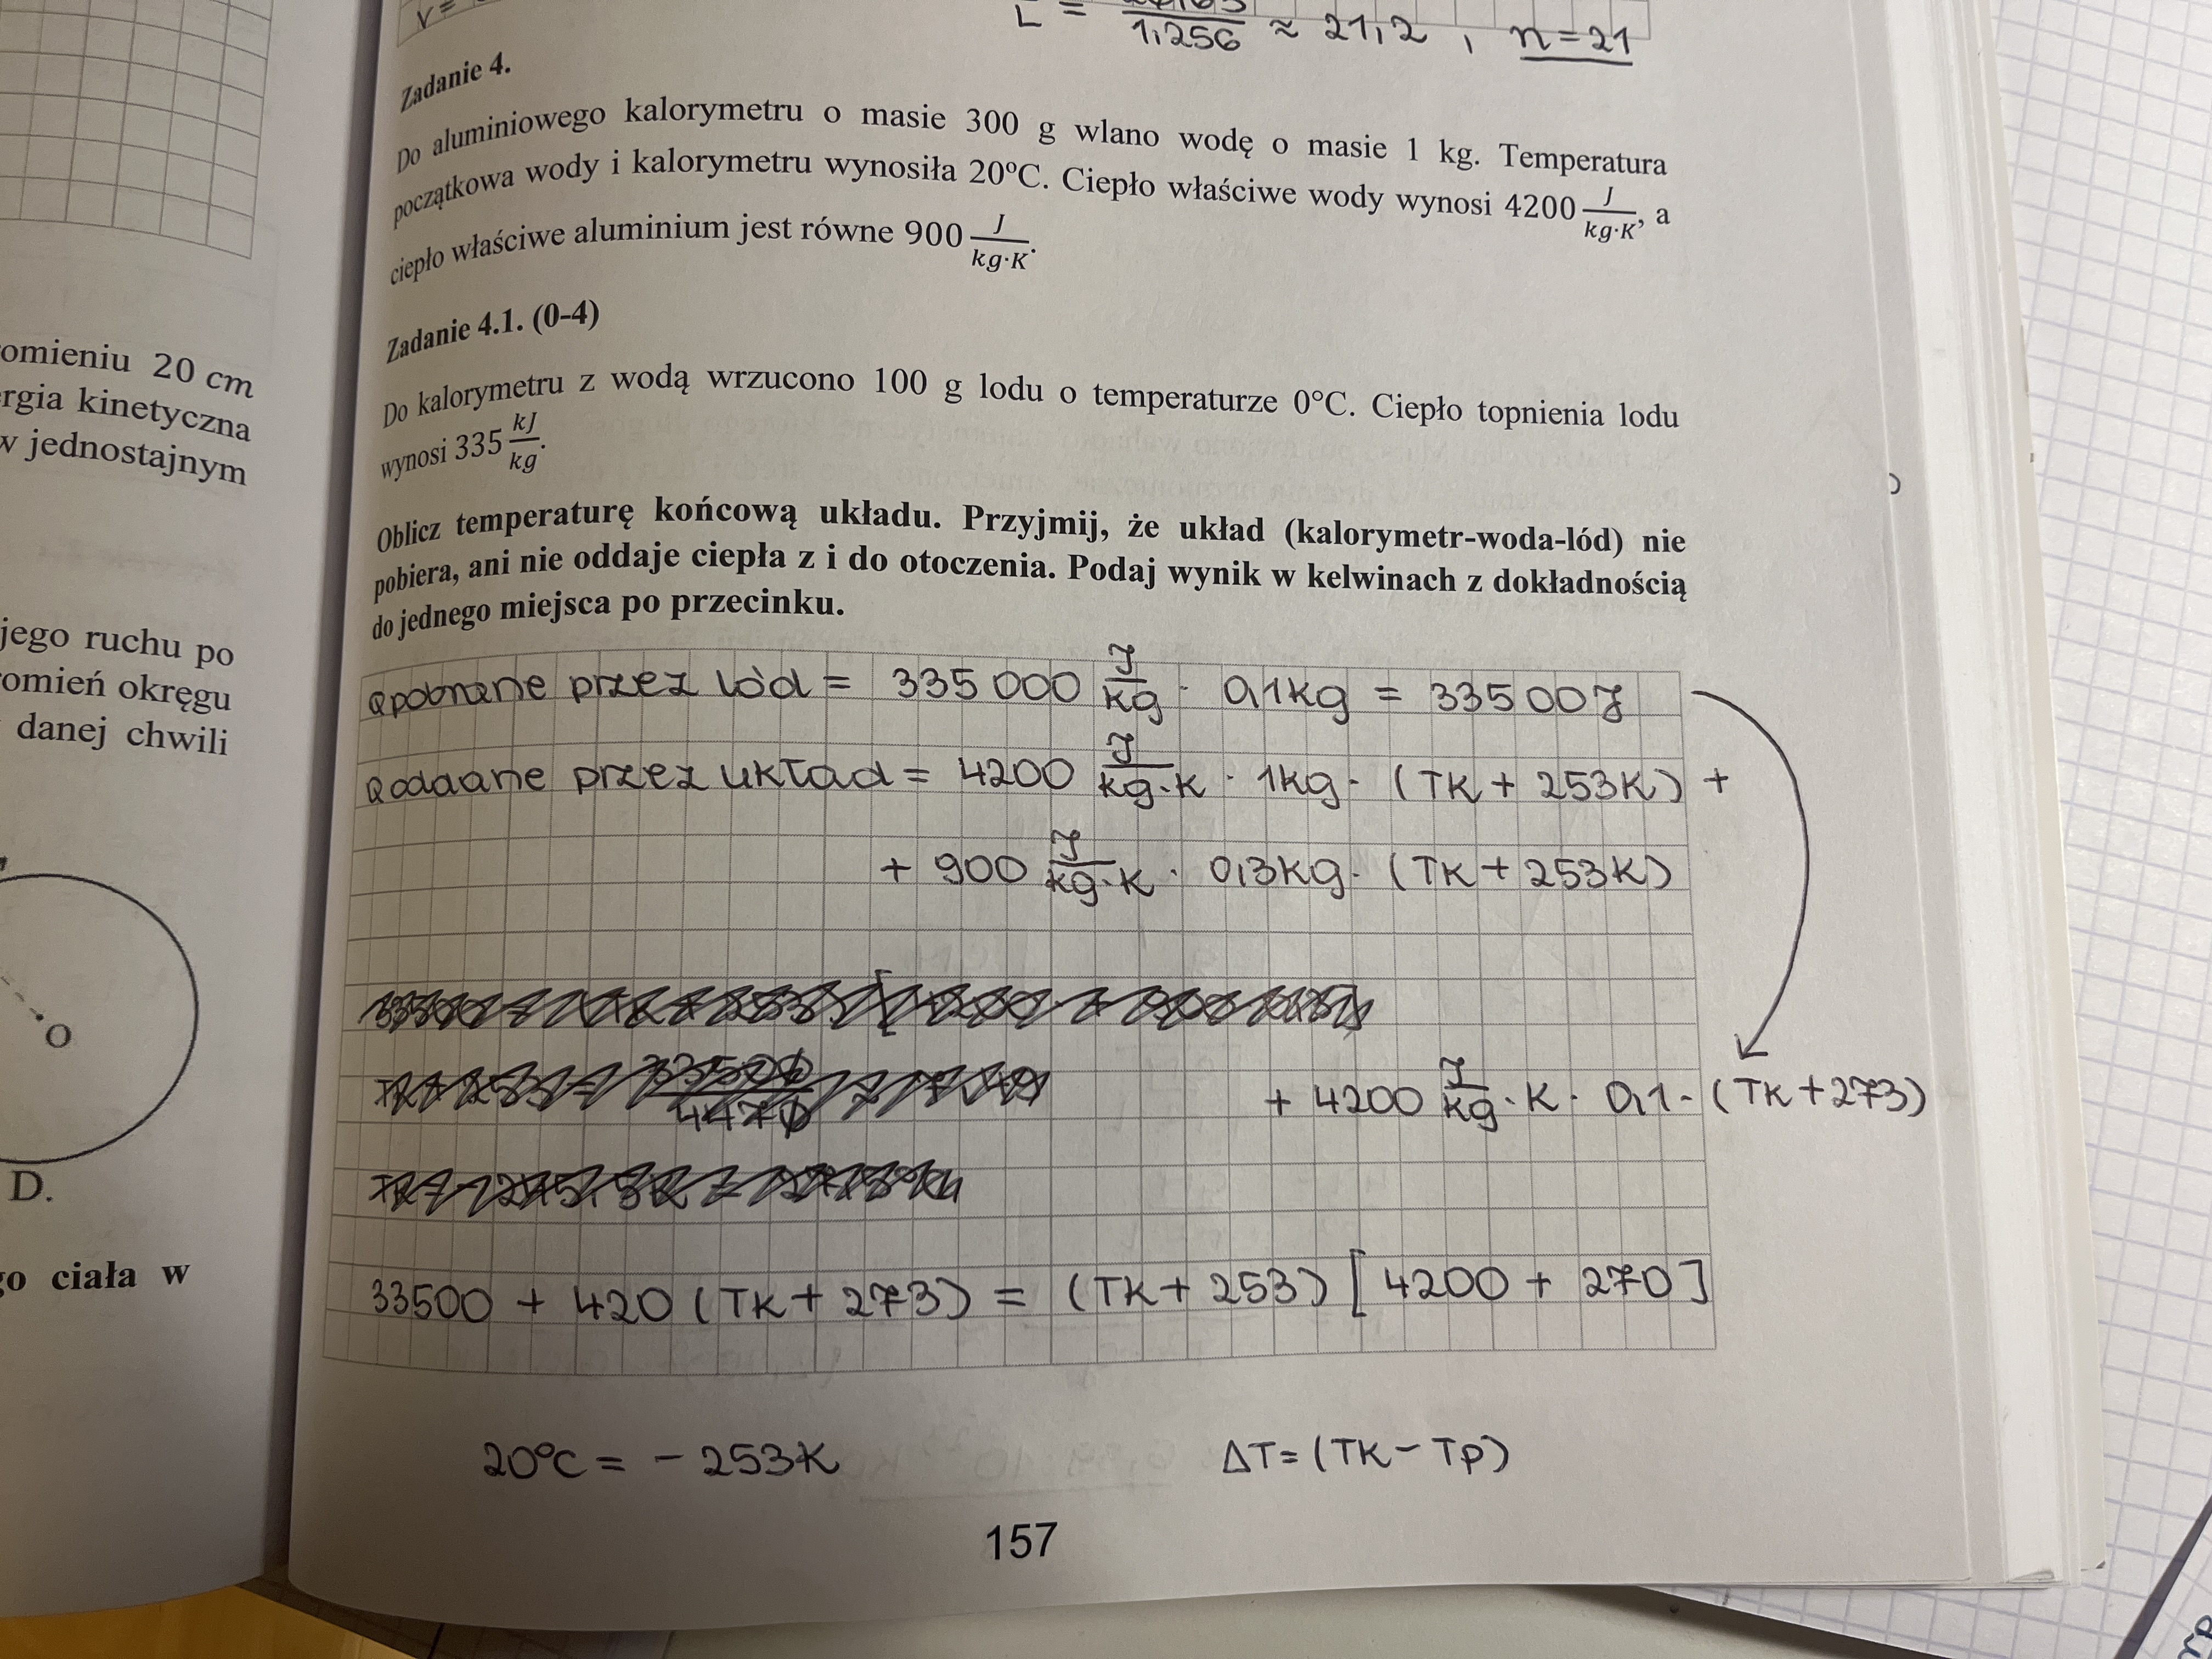 1,256 ≈ 21,2 , n=21
Zadanie 4.
Do aluminiowego kalorymetru o masie 300 g wlano wodę o masie 1 kg. Temperatura
początkowa wody i kalorymetru wynosiła 20°C. Ciepło właściwe wody wynosi 4200 J/kg·K, a
ciepło właściwe aluminium jest równe 900 J/kg·K.
Zadanie 4.1. (0-4)
Do kalorymetru z wodą wrzucono 100 g lodu o temperaturze 0°C. Ciepło topnienia lodu
wynosi 335 kJ/kg.
Oblicz temperaturę końcową układu. Przyjmij, że układ (kalorymetr-woda-lód) nie
pobiera, ani nie oddaje ciepła z i do otoczenia. Podaj wynik w kelwinach z dokładnością
do jednego miejsca po przecinku.
Qpobrane przez lód = 335 000 J/kg · 0,1kg = 33500J
Qoddane przez układ = 4200 J/kg·K · 1kg · (TK + 253K) +
+ 900 J/kg·K · 0,3kg · (TK + 253K)
+ 4200 J/kg·K · 0,1 · (TK + 273)
33500 + 420 (TK + 273) = (TK + 253) [4200 + 270]
20°C = - 253K
ΔT = (TK - Tp)
157
omieniu 20 cm
rgia kinetyczna
w jednostajnym
jego ruchu po
omień okręgu
danej chwili
O
D.
go ciała w